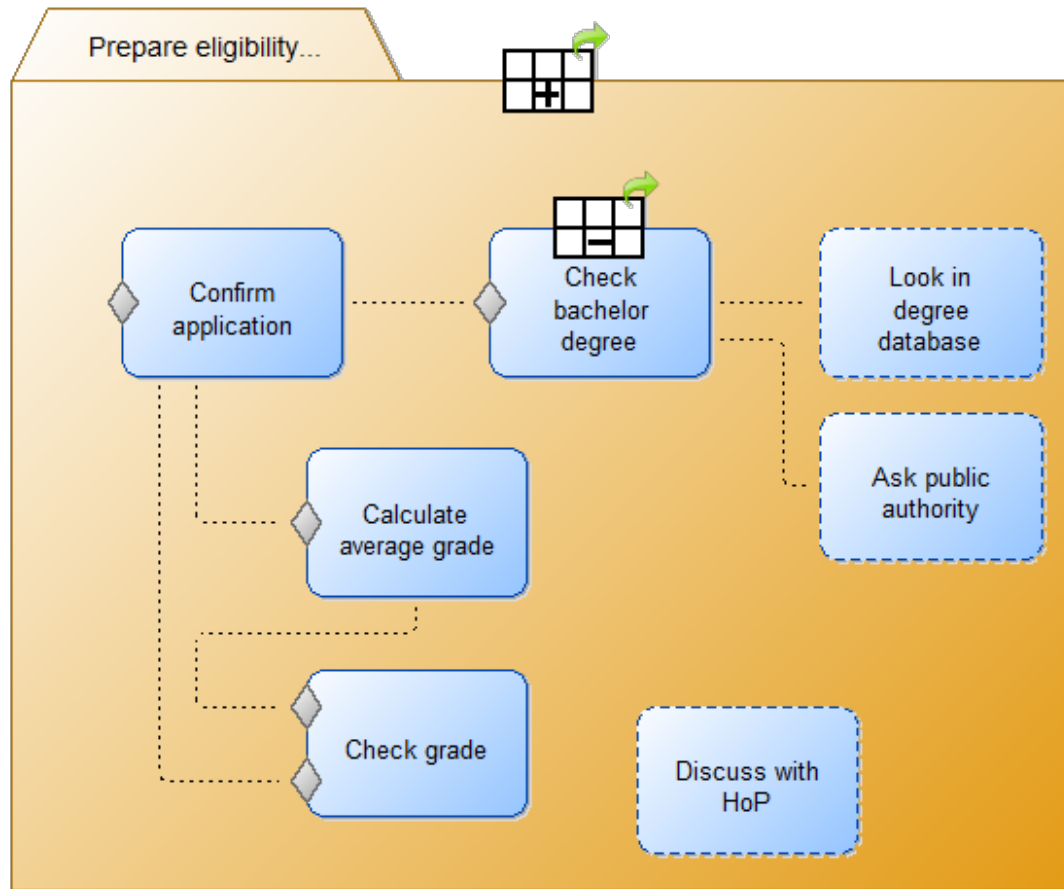 Prepare eligibility...
Confirm
application
Check
bachelor
degree
Look in
degree
database
Ask public
authority
Calculate
average grade
Check grade
Discuss with
HoP